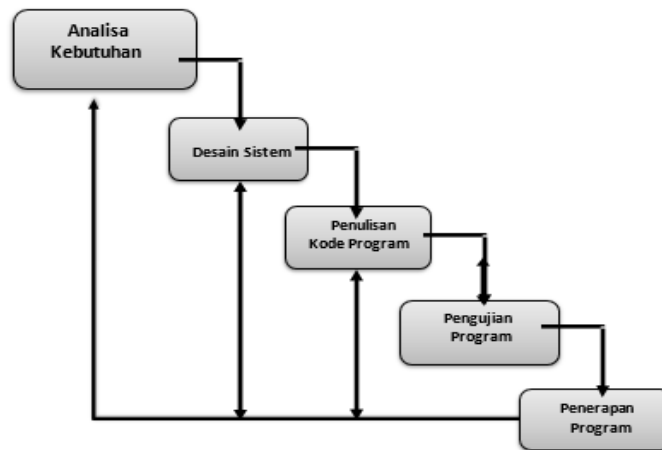 Analisa
Kebutuhan
Desain Sistem
Penulisan
Kode Program
Pengujian
Program
Penerapan
Program